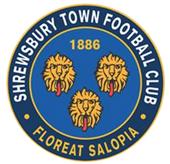 SHREWSBURY TOWN FOOTBALL CLUB
1886
• FLOREAT SALOPIA •